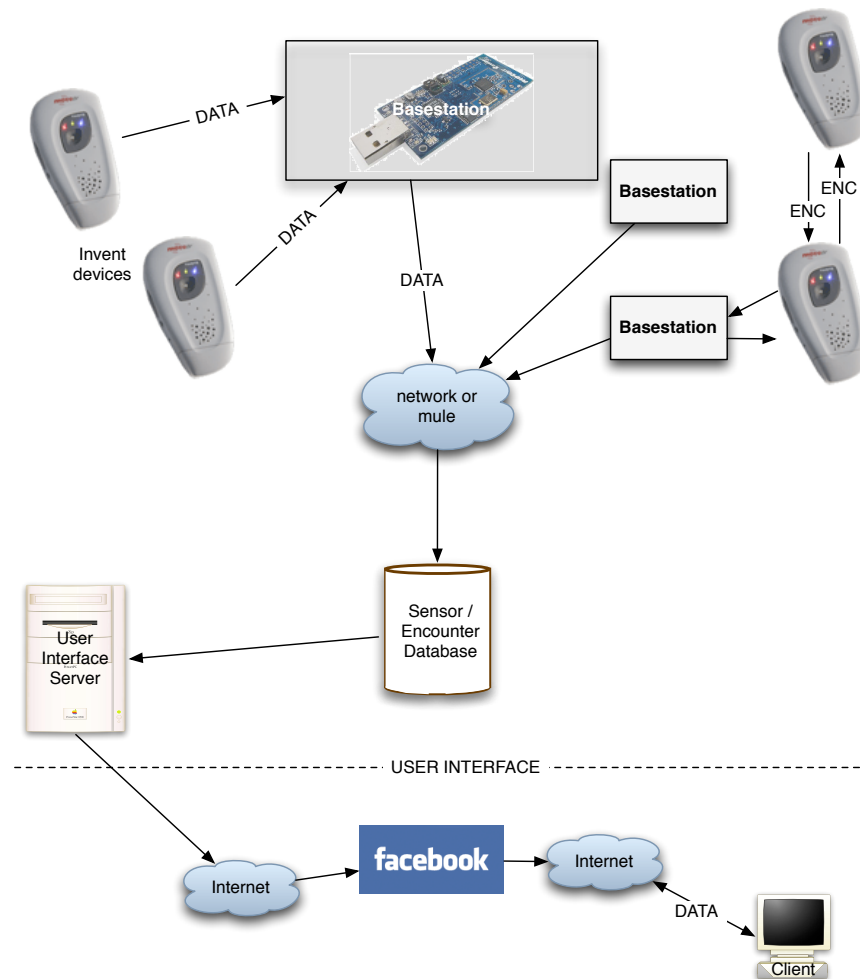 DATA
Basestation
DATA
Invent
devices
DATA
Basestation
ENC
ENC
Basestation
network or
mule
Sensor /
Encounter
Database
User
Interface
Server
USER INTERFACE
Internet
facebook
Internet
DATA
Client